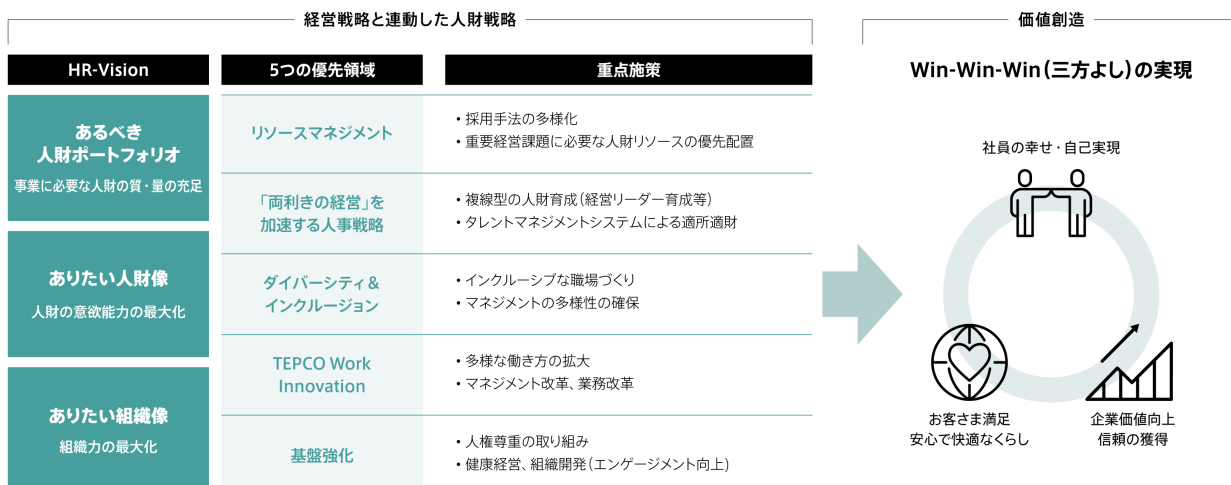 経営戦略と連動した人財戦略
価値創造
HR-Vision
5つの優先領域
重点施策
あるべき
人財ポートフォリオ
事業に必要な人財の質・量の充足
ありたい人財像
人財の意欲能力の最大化
ありたい組織像
組織力の最大化
リソースマネジメント
・採用手法の多様化
・重要経営課題に必要な人財リソースの優先配置
「両利きの経営」を
加速する人事戦略
・複線型の人財育成(経営リーダー育成等)
・タレントマネジメントシステムによる適所適財
ダイバーシティ&
インクルージョン
・インクルーシブな職場づくり
・マネジメントの多様性の確保
TEPCO Work
Innovation
・多様な働き方の拡大
・マネジメント改革、業務改革
基盤強化
・人権尊重の取り組み
・健康経営、組織開発(エンゲージメント向上)
Win-Win-Win(三方よし)の実現
社員の幸せ・自己実現
お客さま満足
安心で快適なくらし
企業価値向上
信頼の獲得